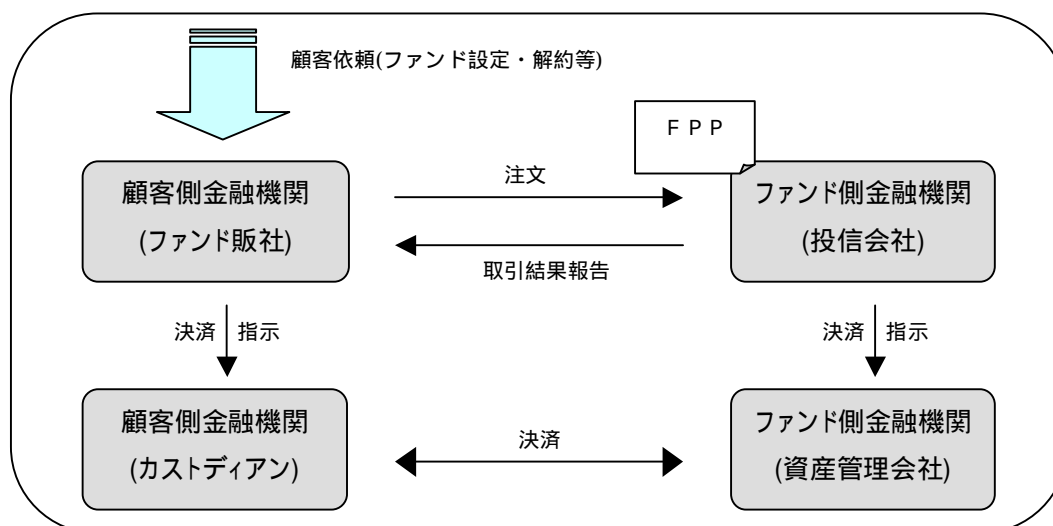 顧客依頼(ファンド設定・解約等)
ＦＰＰ
顧客側金融機関
(ファンド販社)
注文
取引結果報告
ファンド側金融機関
(投信会社)
決済 指示
決済 指示
顧客側金融機関
(カストディアン)
決済
ファンド側金融機関
(資産管理会社)